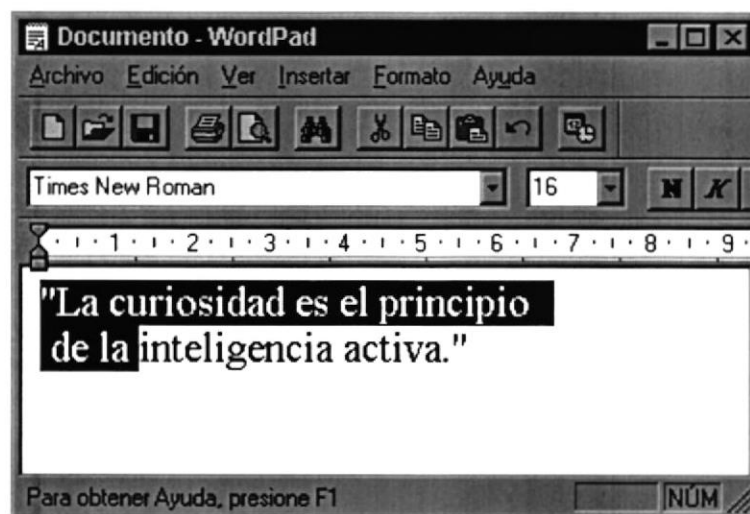 Documento - WordPad
Archivo Edición Ver Insertar Formato Ayuda
Times New Roman 16 N K
1 2 3 4 5 6 7 8 9
"La curiosidad es el principio
de la inteligencia activa."
Para obtener Ayuda, presione F1 NÚM